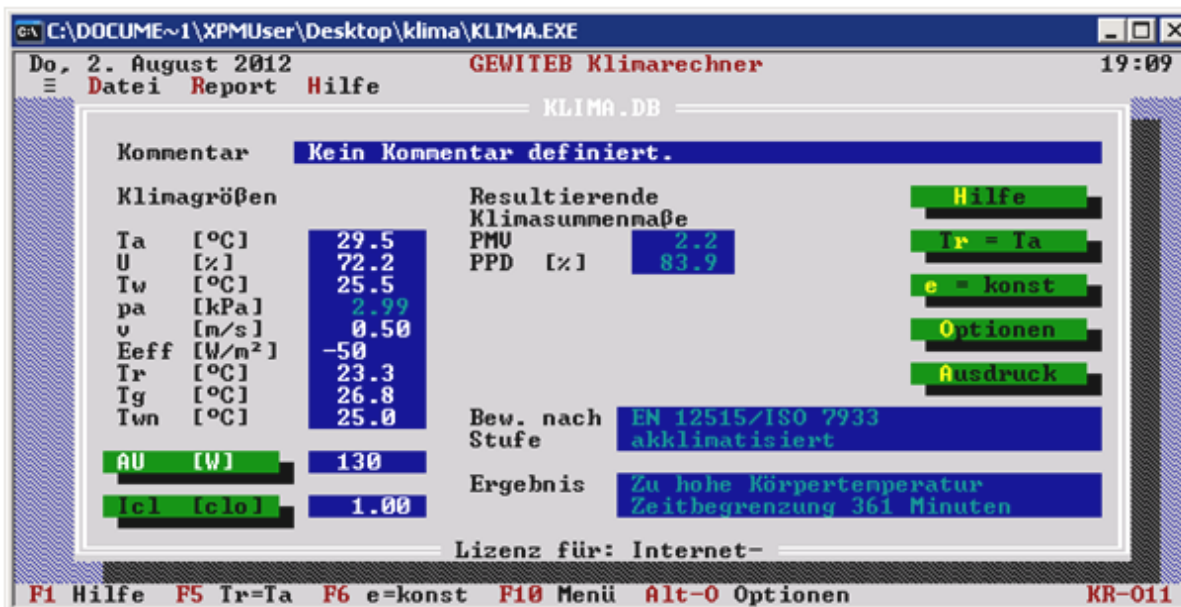 C:\DOCUME~1\XPMUser\Desktop\klima\KLIMA.EXE
Do, 2. August 2012 GEWITEB Klimarechner 19:09
≡ Datei Report Hilfe
KLIMA.DB
Kommentar Kein Kommentar definiert.
Klimagrößen Resultierende Hilfe
Klimasummenmaße
Ta [°C] 29.5 PMV 2.2 Tr = Ta
U [%] 72.2 PPD [%] 83.9
Tw [°C] 25.5 e = konst
pa [kPa] 2.99
v [m/s] 0.50 Optionen
Eeff [W/m²] -50
Tr [°C] 23.3 Ausdruck
Tg [°C] 26.8
Twn [°C] 25.0 Bew. nach EN 12515/ISO 7933
Stufe akklimatisiert
AU [W] 130
Ergebnis Zu hohe Körpertemperatur
Icl [clo] 1.00 Zeitbegrenzung 361 Minuten
Lizenz für: Internet-
F1 Hilfe F5 Tr=Ta F6 e=konst F10 Menü Alt-O Optionen KR-011